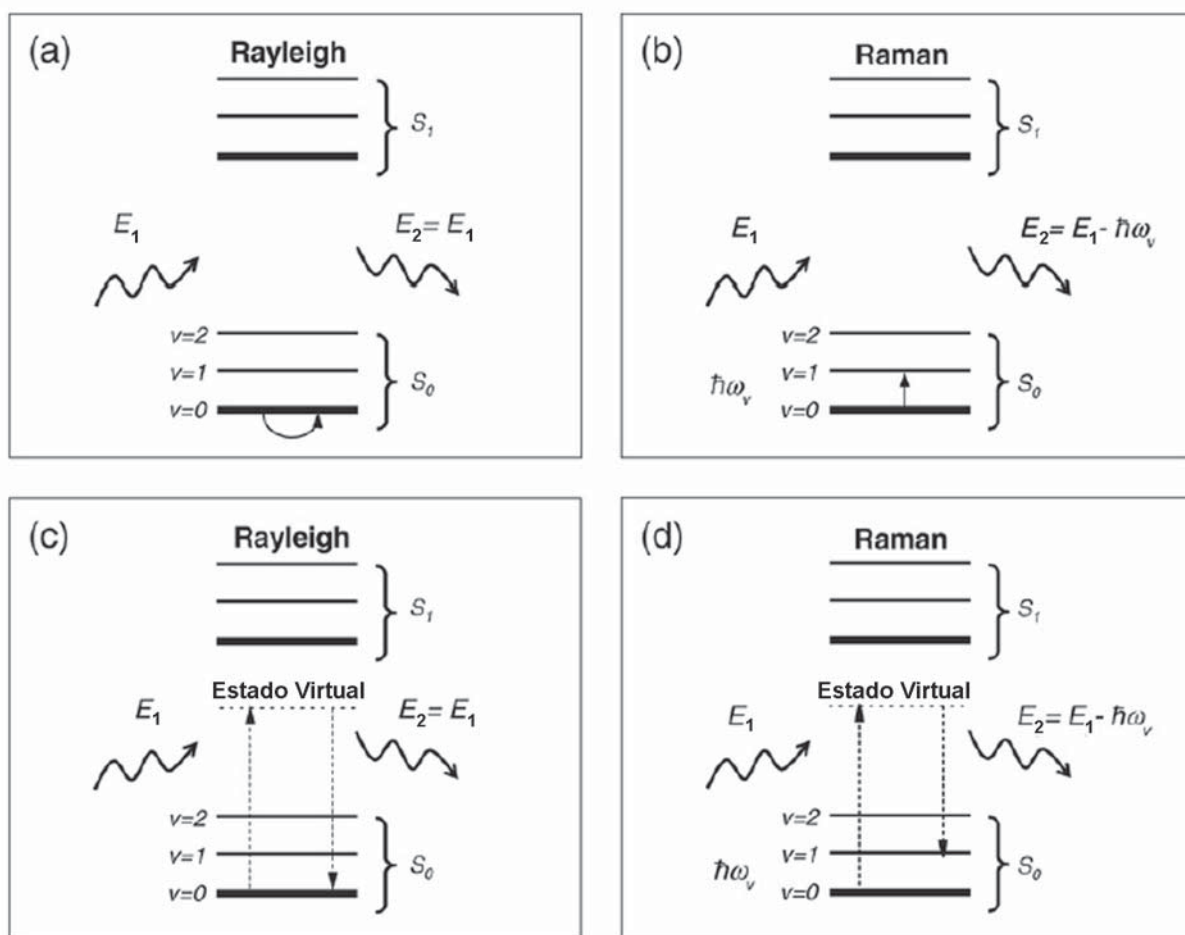 (a)
Rayleigh
S₁
E₁
E₂= E₁
v=2
v=1
v=0
S₀
(b)
Raman
S₁
E₁
E₂= E₁- ħωᵥ
v=2
v=1
v=0
ħωᵥ
S₀
(c)
Rayleigh
S₁
Estado Virtual
E₁
E₂= E₁
v=2
v=1
v=0
S₀
(d)
Raman
S₁
Estado Virtual
E₁
E₂= E₁- ħωᵥ
v=2
v=1
v=0
ħωᵥ
S₀